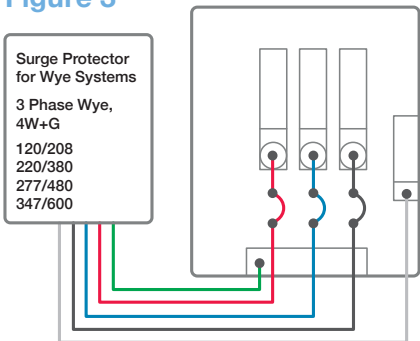 Figure 3
Surge Protector
for Wye Systems
3 Phase Wye,
4W+G
120/208
220/380
277/480
347/600